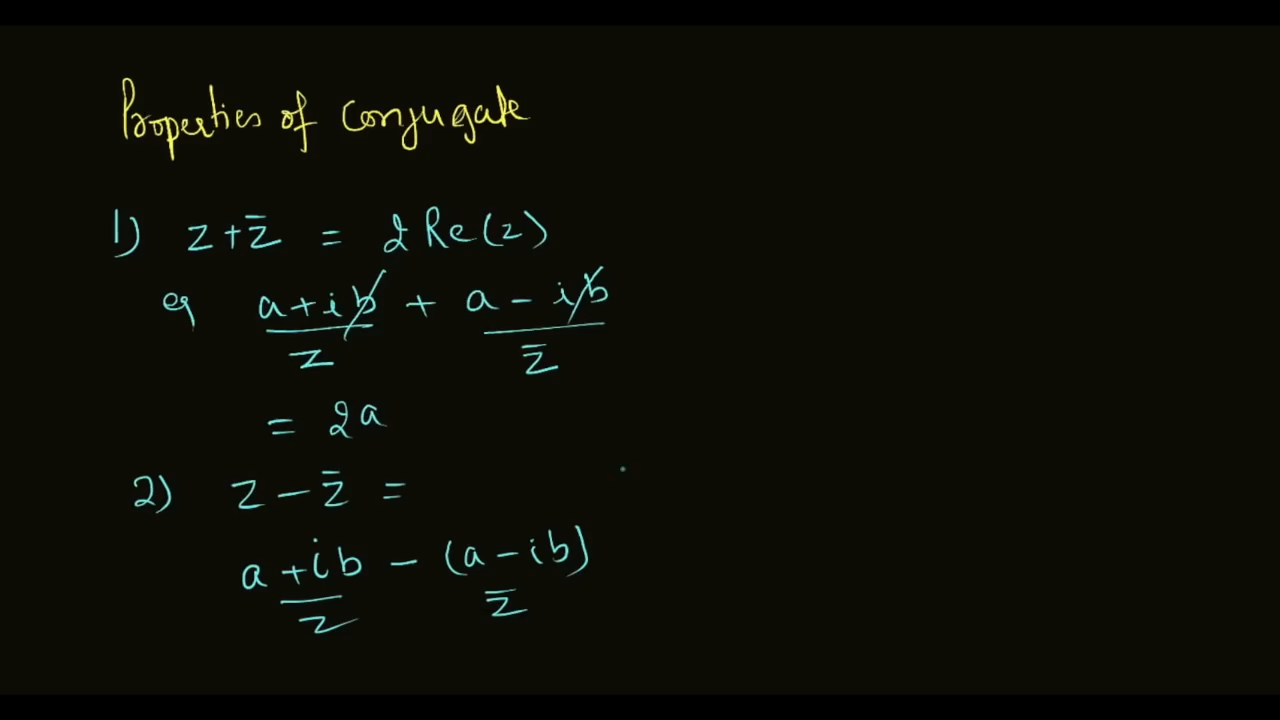 Properties of Conjugate
1) z + z̄ = 2 Re(z)
eg a + ib + a - ib
z z̄
= 2a
2) z - z̄ =
a + ib - (a - ib)
z z̄